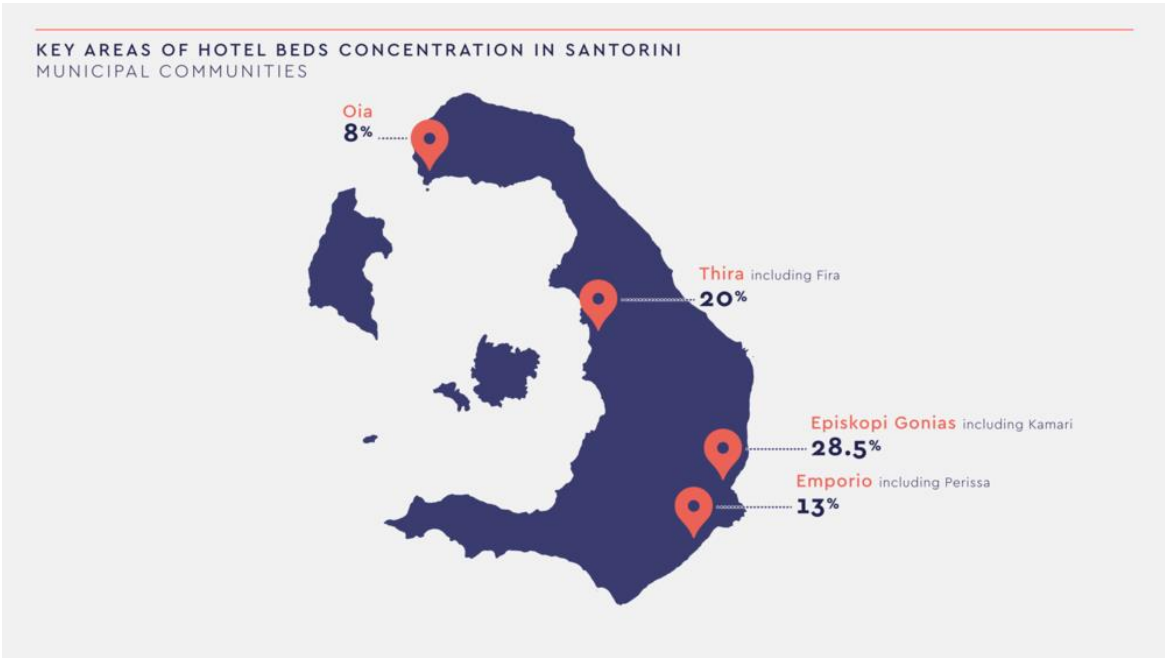 KEY AREAS OF HOTEL BEDS CONCENTRATION IN SANTORINI
MUNICIPAL COMMUNITIES
Oia
8%
Thira including Fira
20%
Episkopi Gonias including Kamari
28.5%
Emporio including Perissa
13%